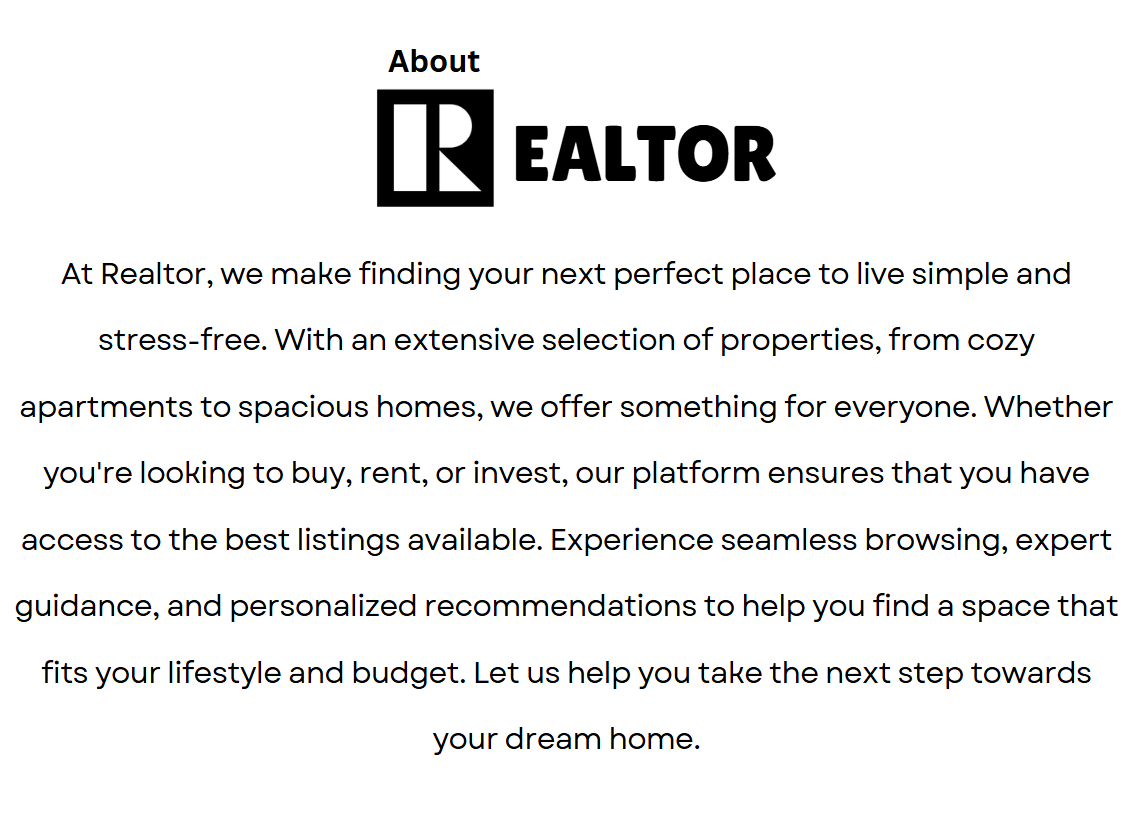 About
REALTOR
At Realtor, we make finding your next perfect place to live simple and
stress-free. With an extensive selection of properties, from cozy
apartments to spacious homes, we offer something for everyone. Whether
you're looking to buy, rent, or invest, our platform ensures that you have
access to the best listings available. Experience seamless browsing, expert
guidance, and personalized recommendations to help you find a space that
fits your lifestyle and budget. Let us help you take the next step towards
your dream home.